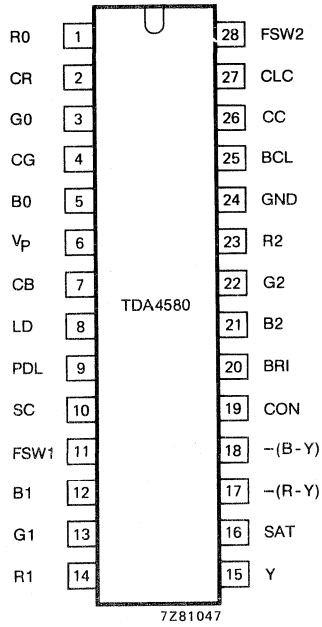 R0 1 28 FSW2
CR 2 27 CLC
G0 3 26 CC
CG 4 25 BCL
B0 5 24 GND
VP 6 23 R2
CB 7 22 G2
TDA4580
LD 8 21 B2
PDL 9 20 BRI
SC 10 19 CON
FSW1 11 18 –(B-Y)
B1 12 17 –(R-Y)
G1 13 16 SAT
R1 14 15 Y
7Z81047